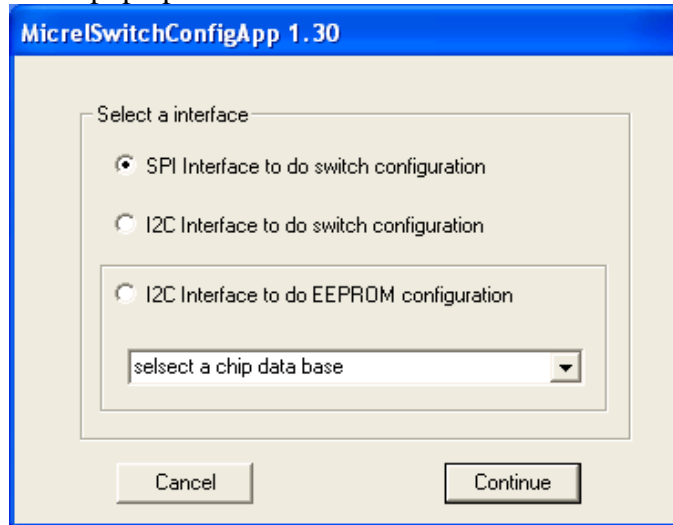 MicrelSwitchConfigApp 1.30
Select a interface
SPI Interface to do switch configuration
I2C Interface to do switch configuration
I2C Interface to do EEPROM configuration
selsect a chip data base
Cancel
Continue